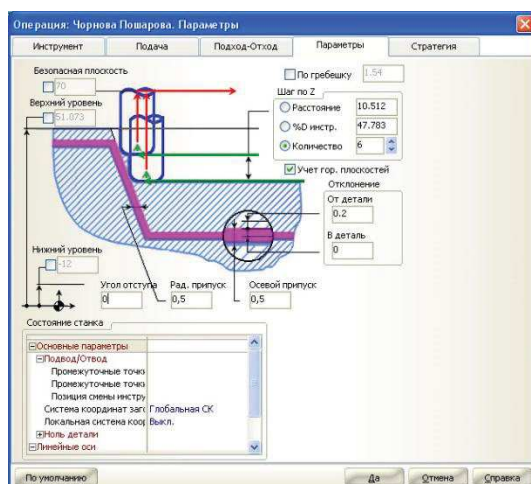 Операция: Чорнова Пошарова. Параметры
Инструмент Подача Подход-Отход Параметры Стратегия
Безопасная плоскость
70
Верхний уровень
51.073
По гребешку 1.54
Шаг по Z
Расстояние 10.512
%D инстр. 47.783
Количество 6
Учет гор. плоскостей
Отклонение
От детали
0.2
В деталь
0
Нижний уровень
-12
Угол отступа Рад. припуск Осевой припуск
0 0,5 0,5
Состояние станка
Основные параметры
Подвод/Отвод
Промежуточные точки
Промежуточные точки
Позиция смены инстру
Система координат заго Глобальная СК
Локальная система коор Выкл.
Ноль детали
Линейные оси
По умолчанию Да Отмена Справка